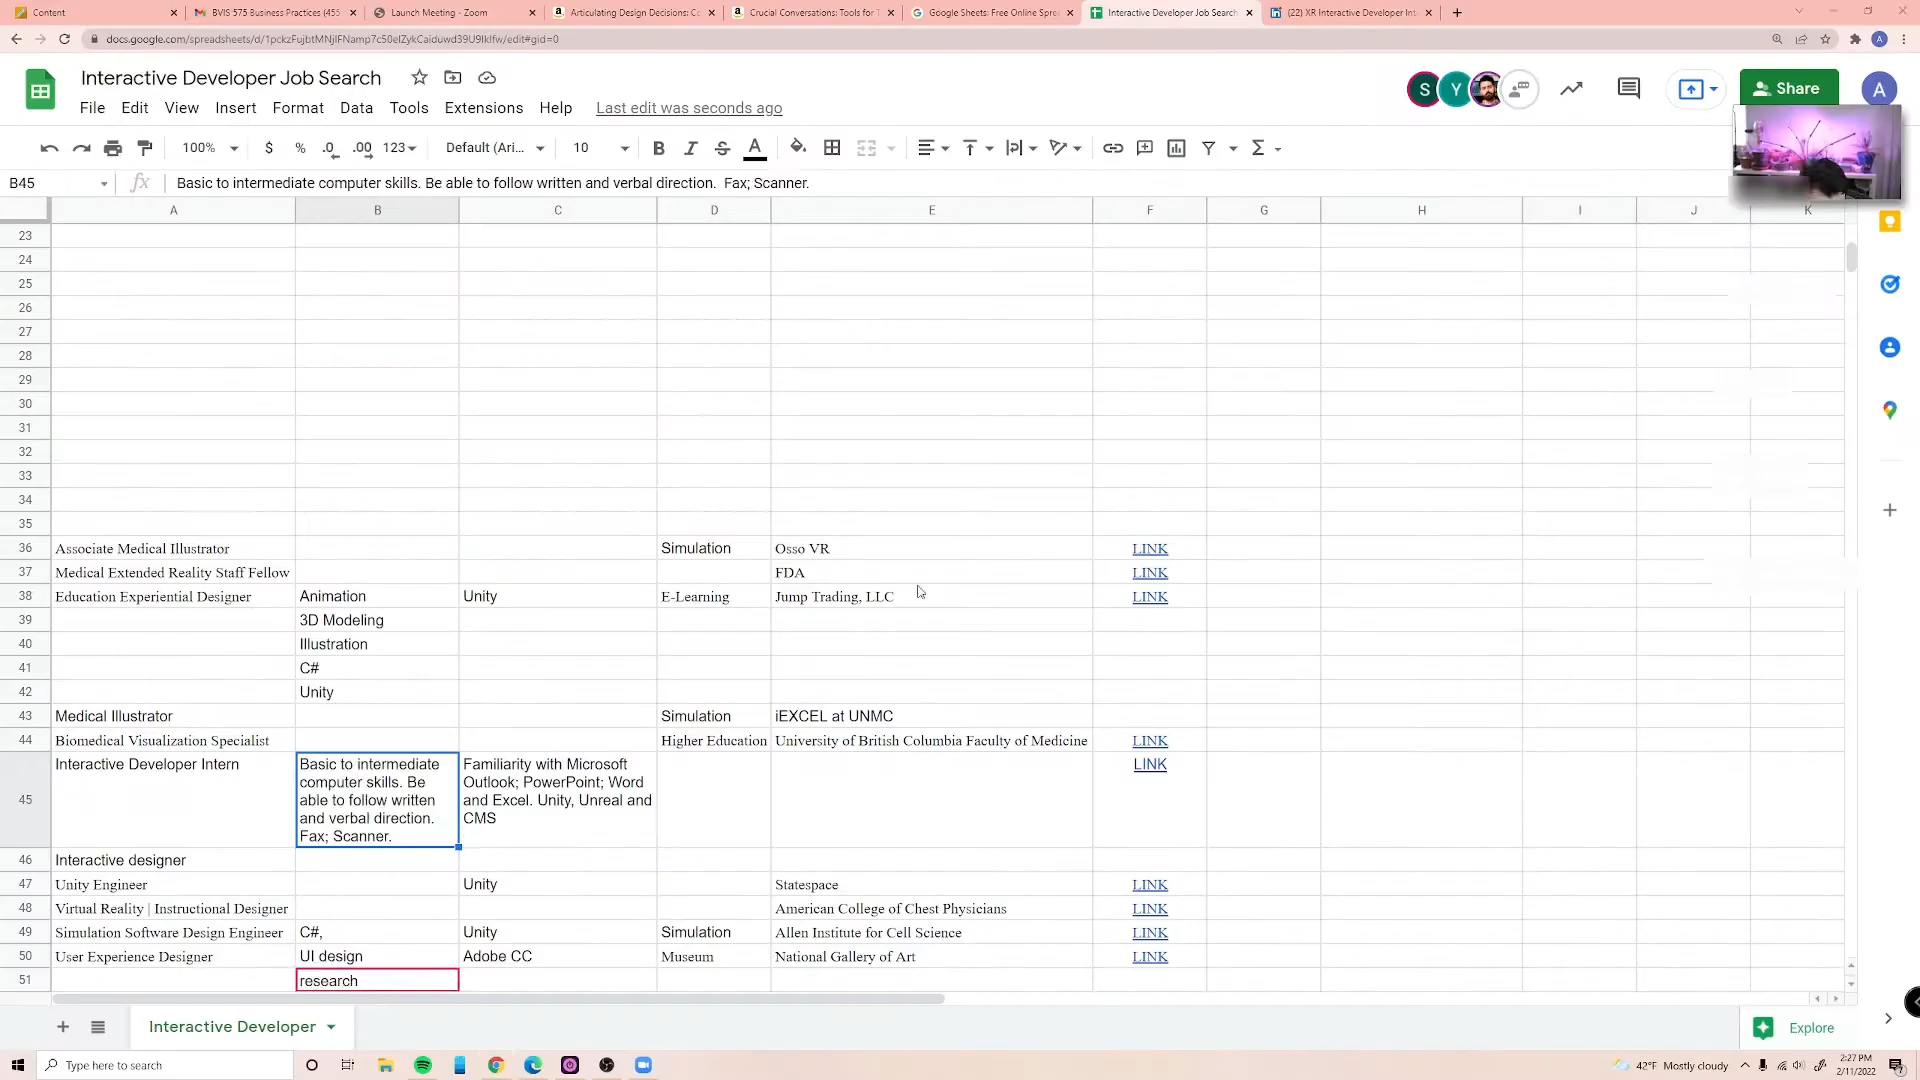 Content
BVIS 575 Business Practices (455
Launch Meeting - Zoom
Articulating Design Decisions: Co
Crucial Conversations: Tools for T
Google Sheets: Free Online Spre
Interactive Developer Job Search
(22) XR Interactive Developer Int
Interactive Developer Job Search
File Edit View Insert Format Data Tools Extensions Help Last edit was seconds ago
S Y Share A
100% $ % .0 .00 123 Default (Ari... 10 B I S A
B45 fx Basic to intermediate computer skills. Be able to follow written and verbal direction. Fax; Scanner.
A B C D E F G H I J K
23
24
25
26
27
28
29
30
31
32
33
34
35
36 Associate Medical Illustrator Simulation Osso VR LINK
37 Medical Extended Reality Staff Fellow FDA LINK
38 Education Experiential Designer Animation Unity E-Learning Jump Trading, LLC LINK
39 3D Modeling
40 Illustration
41 C#
42 Unity
43 Medical Illustrator Simulation iEXCEL at UNMC
44 Biomedical Visualization Specialist Higher Education University of British Columbia Faculty of Medicine LINK
45 Interactive Developer Intern
Basic to intermediate
computer skills. Be
able to follow written
and verbal direction.
Fax; Scanner.
Familiarity with Microsoft
Outlook; PowerPoint; Word
and Excel. Unity, Unreal and
CMS
LINK
46 Interactive designer
47 Unity Engineer Unity Statespace LINK
48 Virtual Reality | Instructional Designer American College of Chest Physicians LINK
49 Simulation Software Design Engineer C#, Unity Simulation Allen Institute for Cell Science LINK
50 User Experience Designer UI design Adobe CC Museum National Gallery of Art LINK
51 research
Interactive Developer
Explore
Type here to search
42°F Mostly cloudy
2:27 PM
2/11/2022